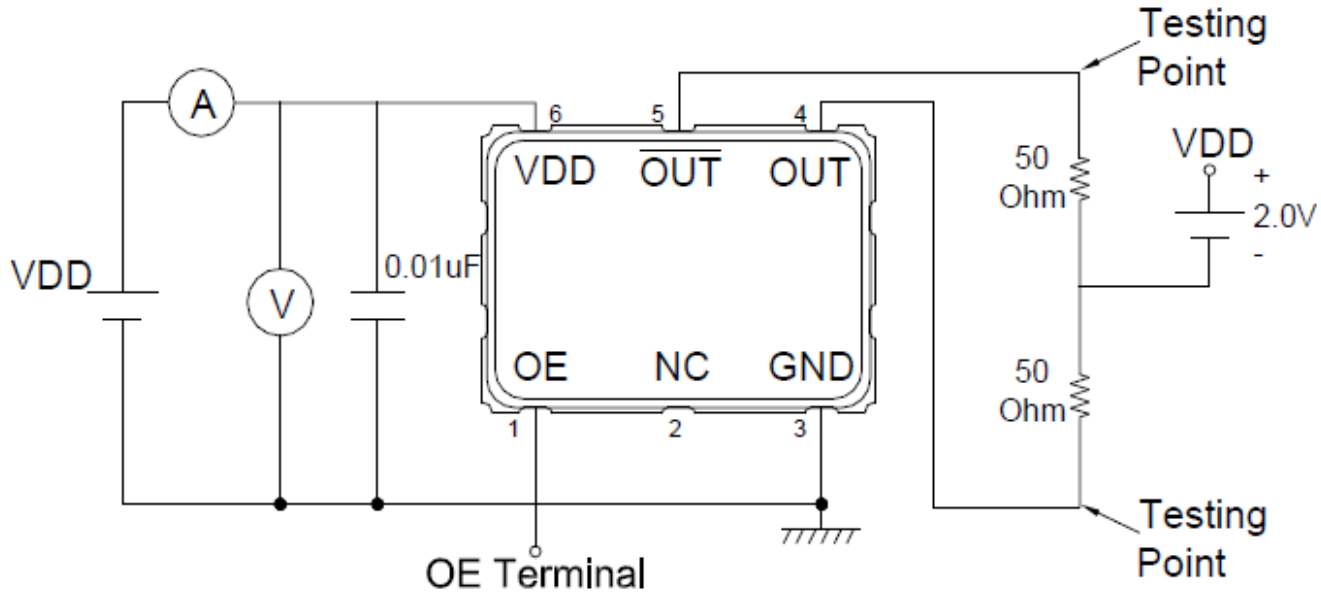 Testing
Point
A
6
5
4
VDD
OUT
OUT
50
Ohm
VDD
+
2.0V
-
VDD
V
0.01uF
OE
NC
GND
50
Ohm
1
2
3
OE Terminal
Testing
Point